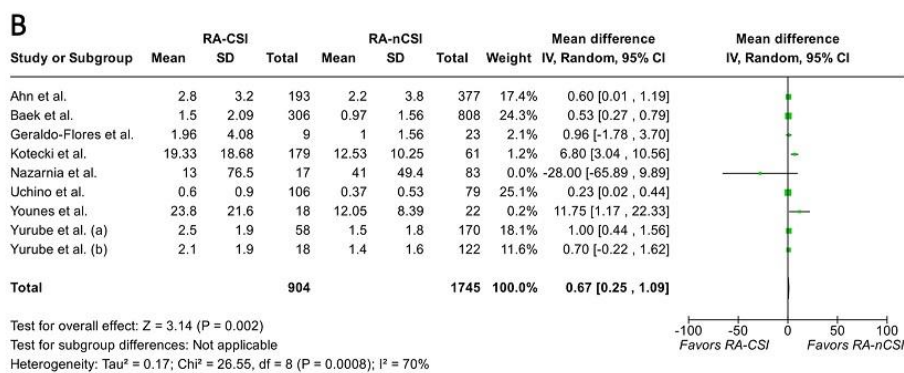 B
RA-CSI RA-nCSI Mean difference Mean difference
Study or Subgroup Mean SD Total Mean SD Total Weight IV, Random, 95% CI IV, Random, 95% CI
Ahn et al. 2.8 3.2 193 2.2 3.8 377 17.4% 0.60 [0.01 , 1.19]
Baek et al. 1.5 2.09 306 0.97 1.56 808 24.3% 0.53 [0.27 , 0.79]
Geraldo-Flores et al. 1.96 4.08 9 1 1.56 23 2.1% 0.96 [-1.78 , 3.70]
Kotecki et al. 19.33 18.68 179 12.53 10.25 61 1.2% 6.80 [3.04 , 10.56]
Nazarnia et al. 13 76.5 17 41 49.4 83 0.0% -28.00 [-65.89 , 9.89]
Uchino et al. 0.6 0.9 106 0.37 0.53 79 25.1% 0.23 [0.02 , 0.44]
Younes et al. 23.8 21.6 18 12.05 8.39 22 0.2% 11.75 [1.17 , 22.33]
Yurube et al. (a) 2.5 1.9 58 1.5 1.8 170 18.1% 1.00 [0.44 , 1.56]
Yurube et al. (b) 2.1 1.9 18 1.4 1.6 122 11.6% 0.70 [-0.22 , 1.62]
Total 904 1745 100.0% 0.67 [0.25 , 1.09]
Test for overall effect: Z = 3.14 (P = 0.002)
Test for subgroup differences: Not applicable
Heterogeneity: Tau² = 0.17; Chi² = 26.55, df = 8 (P = 0.0008); I² = 70%
-100 -50 0 50 100
Favors RA-CSI Favors RA-nCSI